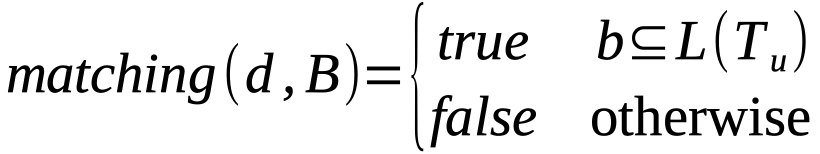 matching(d,B)={true b⊆L(T_u)
false otherwise